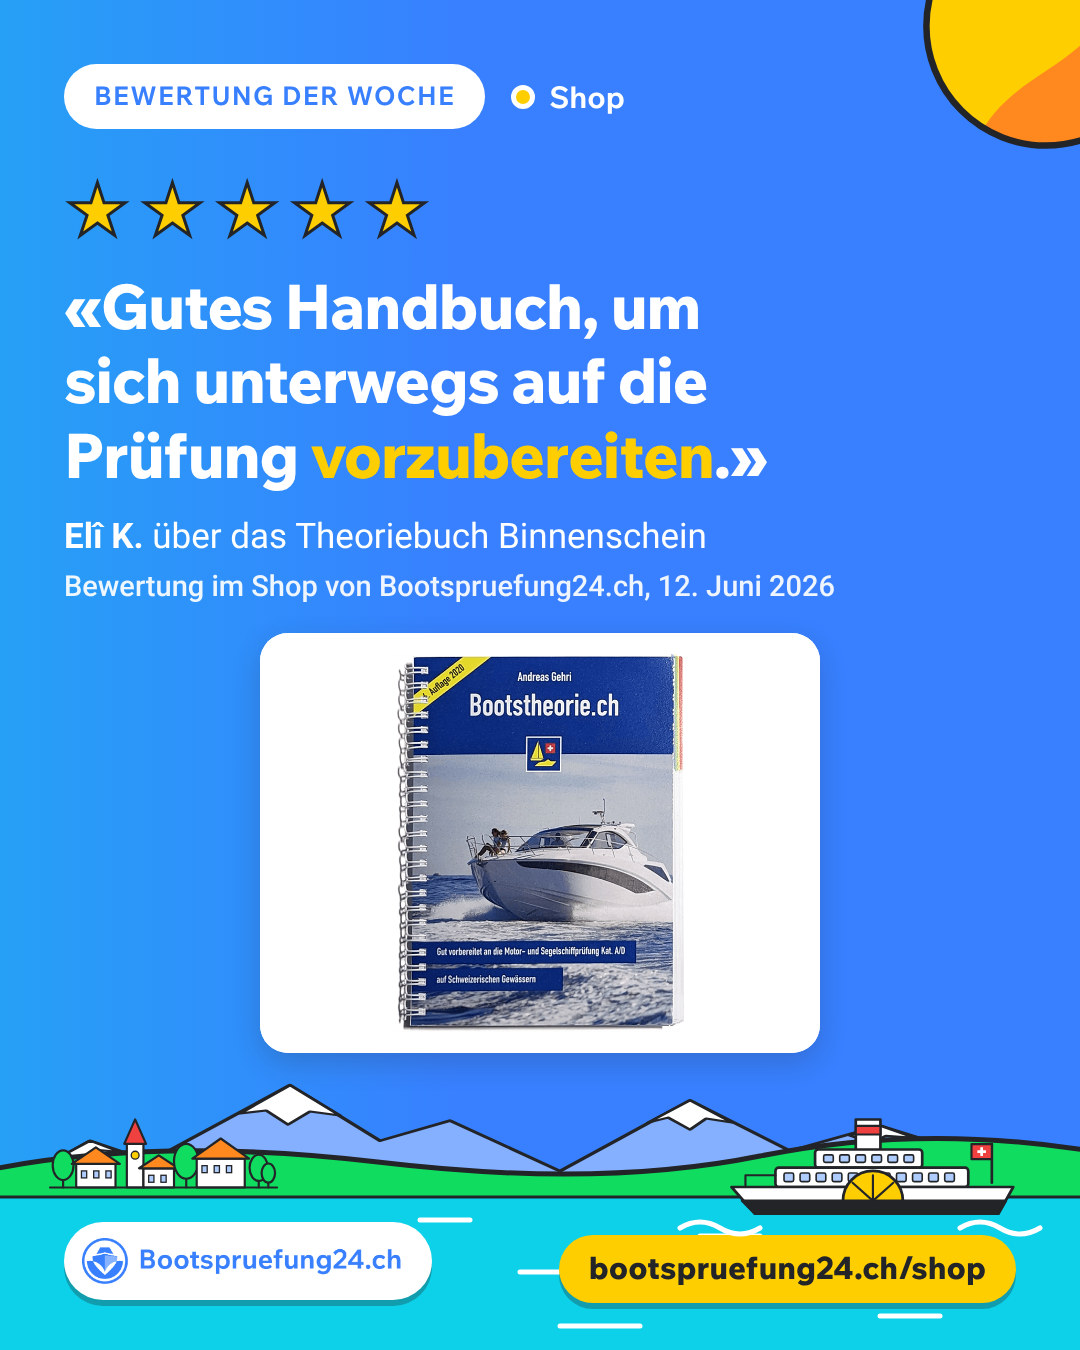 BEWERTUNG DER WOCHE
Shop
«Gutes Handbuch, um
sich unterwegs auf die
Prüfung vorzubereiten.»
Elî K. über das Theoriebuch Binnenschein
Bewertung im Shop von Bootspruefung24.ch, 12. Juni 2026
Auflage 2020
Andreas Gehri
Bootstheorie.ch
Gut vorbereitet an die Motor- und Segelschiffprüfung Kat. A/D
auf Schweizerischen Gewässern
Bootspruefung24.ch
bootspruefung24.ch/shop